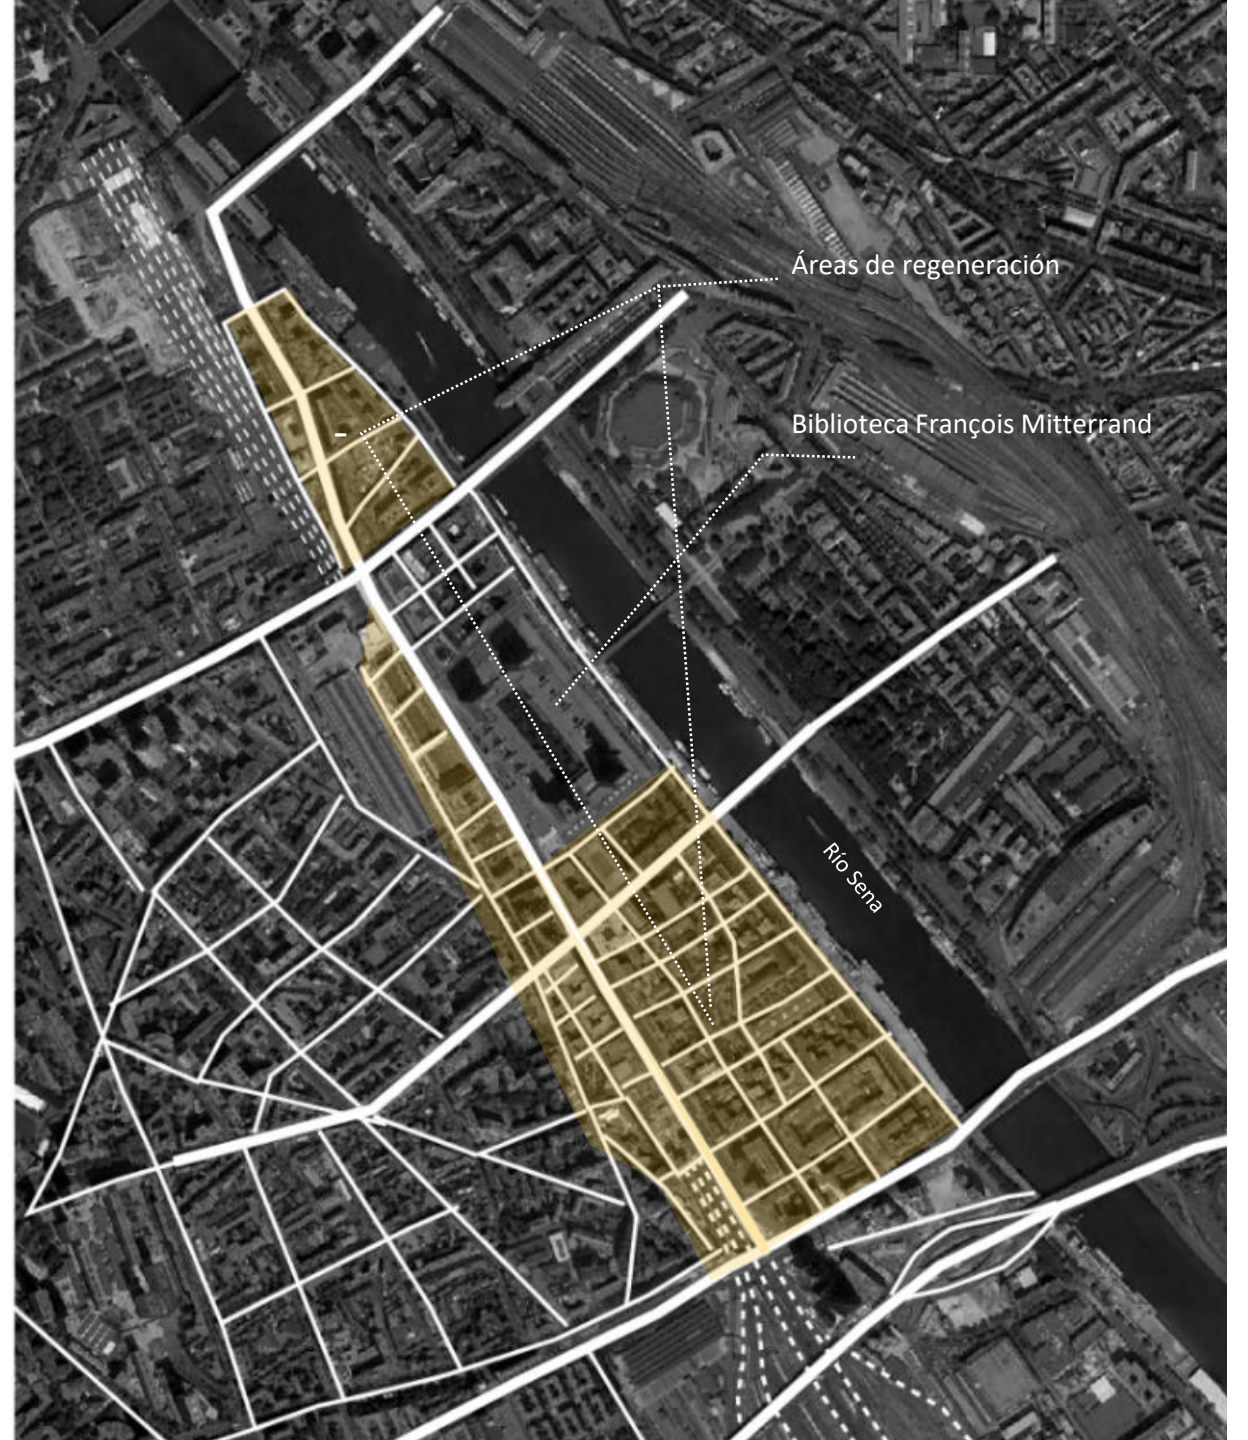 Áreas de regeneración
Biblioteca François Mitterrand
Río Sena